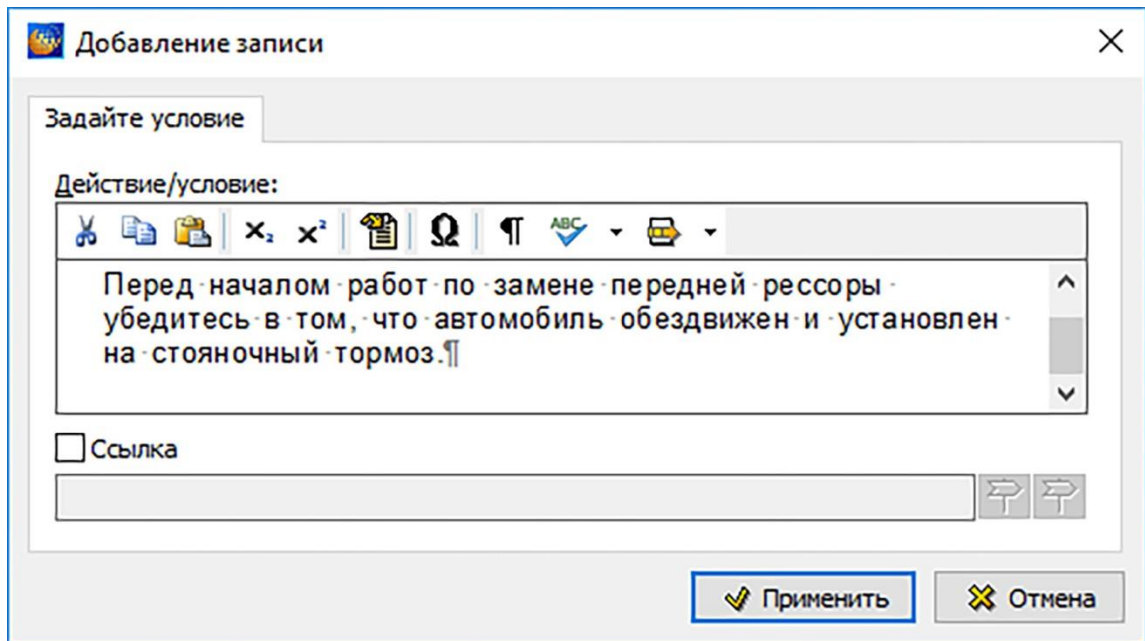 Добавление записи
Задайте условие
Действие/условие:
ABC
Перед началом работ по замене передней рессоры
убедитесь в том, что автомобиль обездвижен и установлен
на стояночный тормоз.¶
Ссылка
Применить Отмена